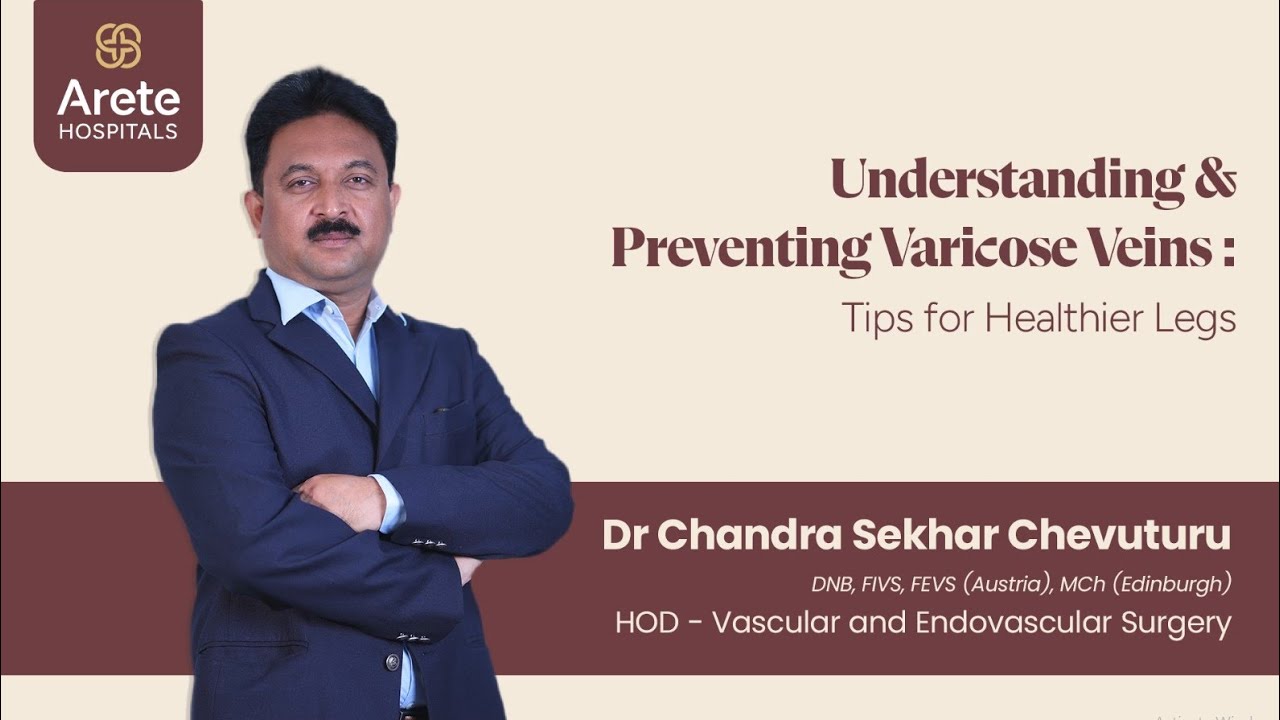 Arete
HOSPITALS
Understanding &
Preventing Varicose Veins :
Tips for Healthier Legs
Dr Chandra Sekhar Chevuturu
DNB, FIVS, FEVS (Austria), MCh (Edinburgh)
HOD - Vascular and Endovascular Surgery